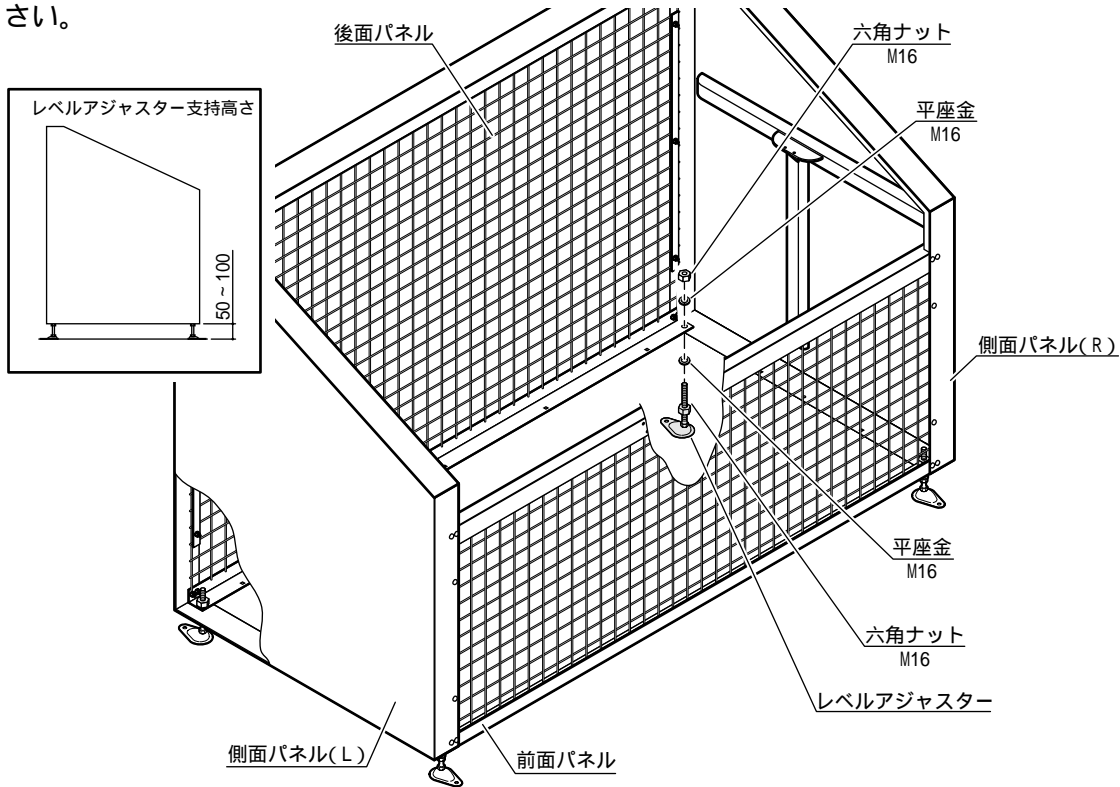 さい。
後面パネル
六角ナット
M16
レベルアジャスター支持高さ
平座金
M16
50~100
側面パネル(R)
平座金
M16
六角ナット
M16
レベルアジャスター
側面パネル(L)
前面パネル